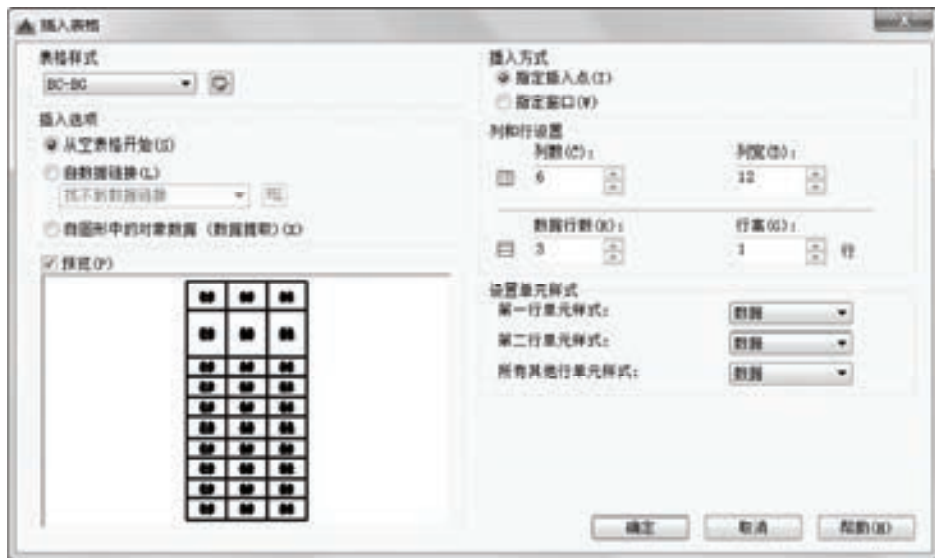 插入表格
表格样式
BC-BG
插入选项
从空表格开始(S)
自数据链接(L)
找不到数据链接
自图形中的对象数据（数据提取）(X)
预览(P)
插入方式
指定插入点(I)
指定窗口(W)
列和行设置
列数(C)：
列宽(D)：
6
12
数据行数(R)：
行高(G)：
3
1
行
设置单元样式
第一行单元样式：
数据
第二行单元样式：
数据
所有其他行单元样式：
数据
确定
取消
帮助(H)